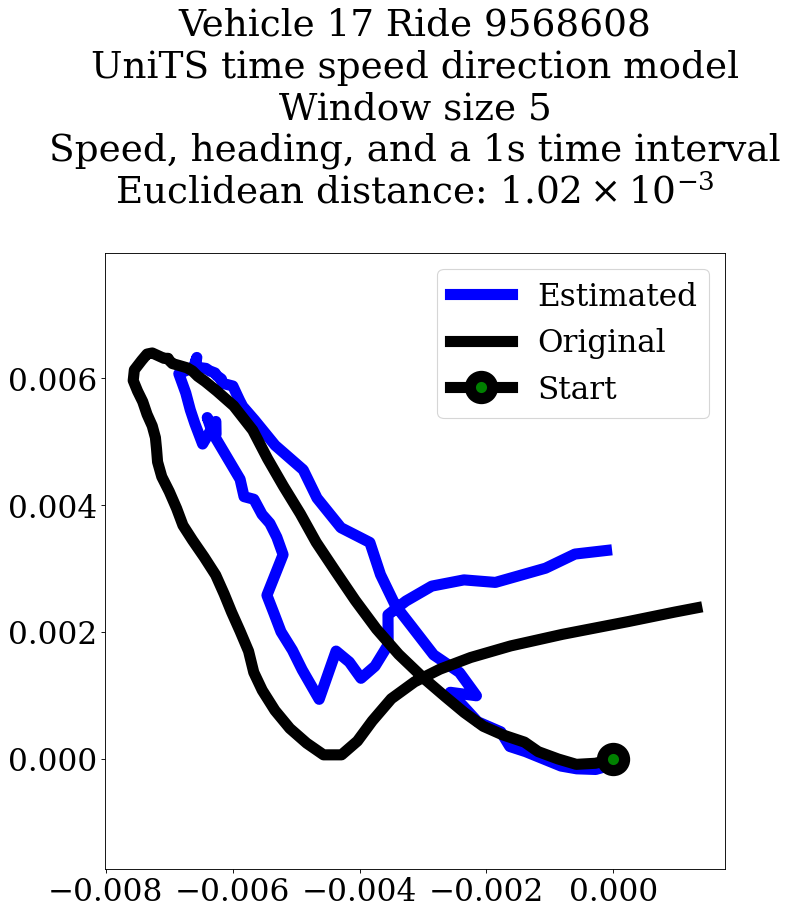 Vehicle 17 Ride 9568608
UniTS time speed direction model
Window size 5
Speed, heading, and a 1s time interval
Euclidean distance: 1.02 × 10⁻³
Estimated
Original
Start
0.006
0.004
0.002
0.000
−0.008 −0.006 −0.004 −0.002 0.000